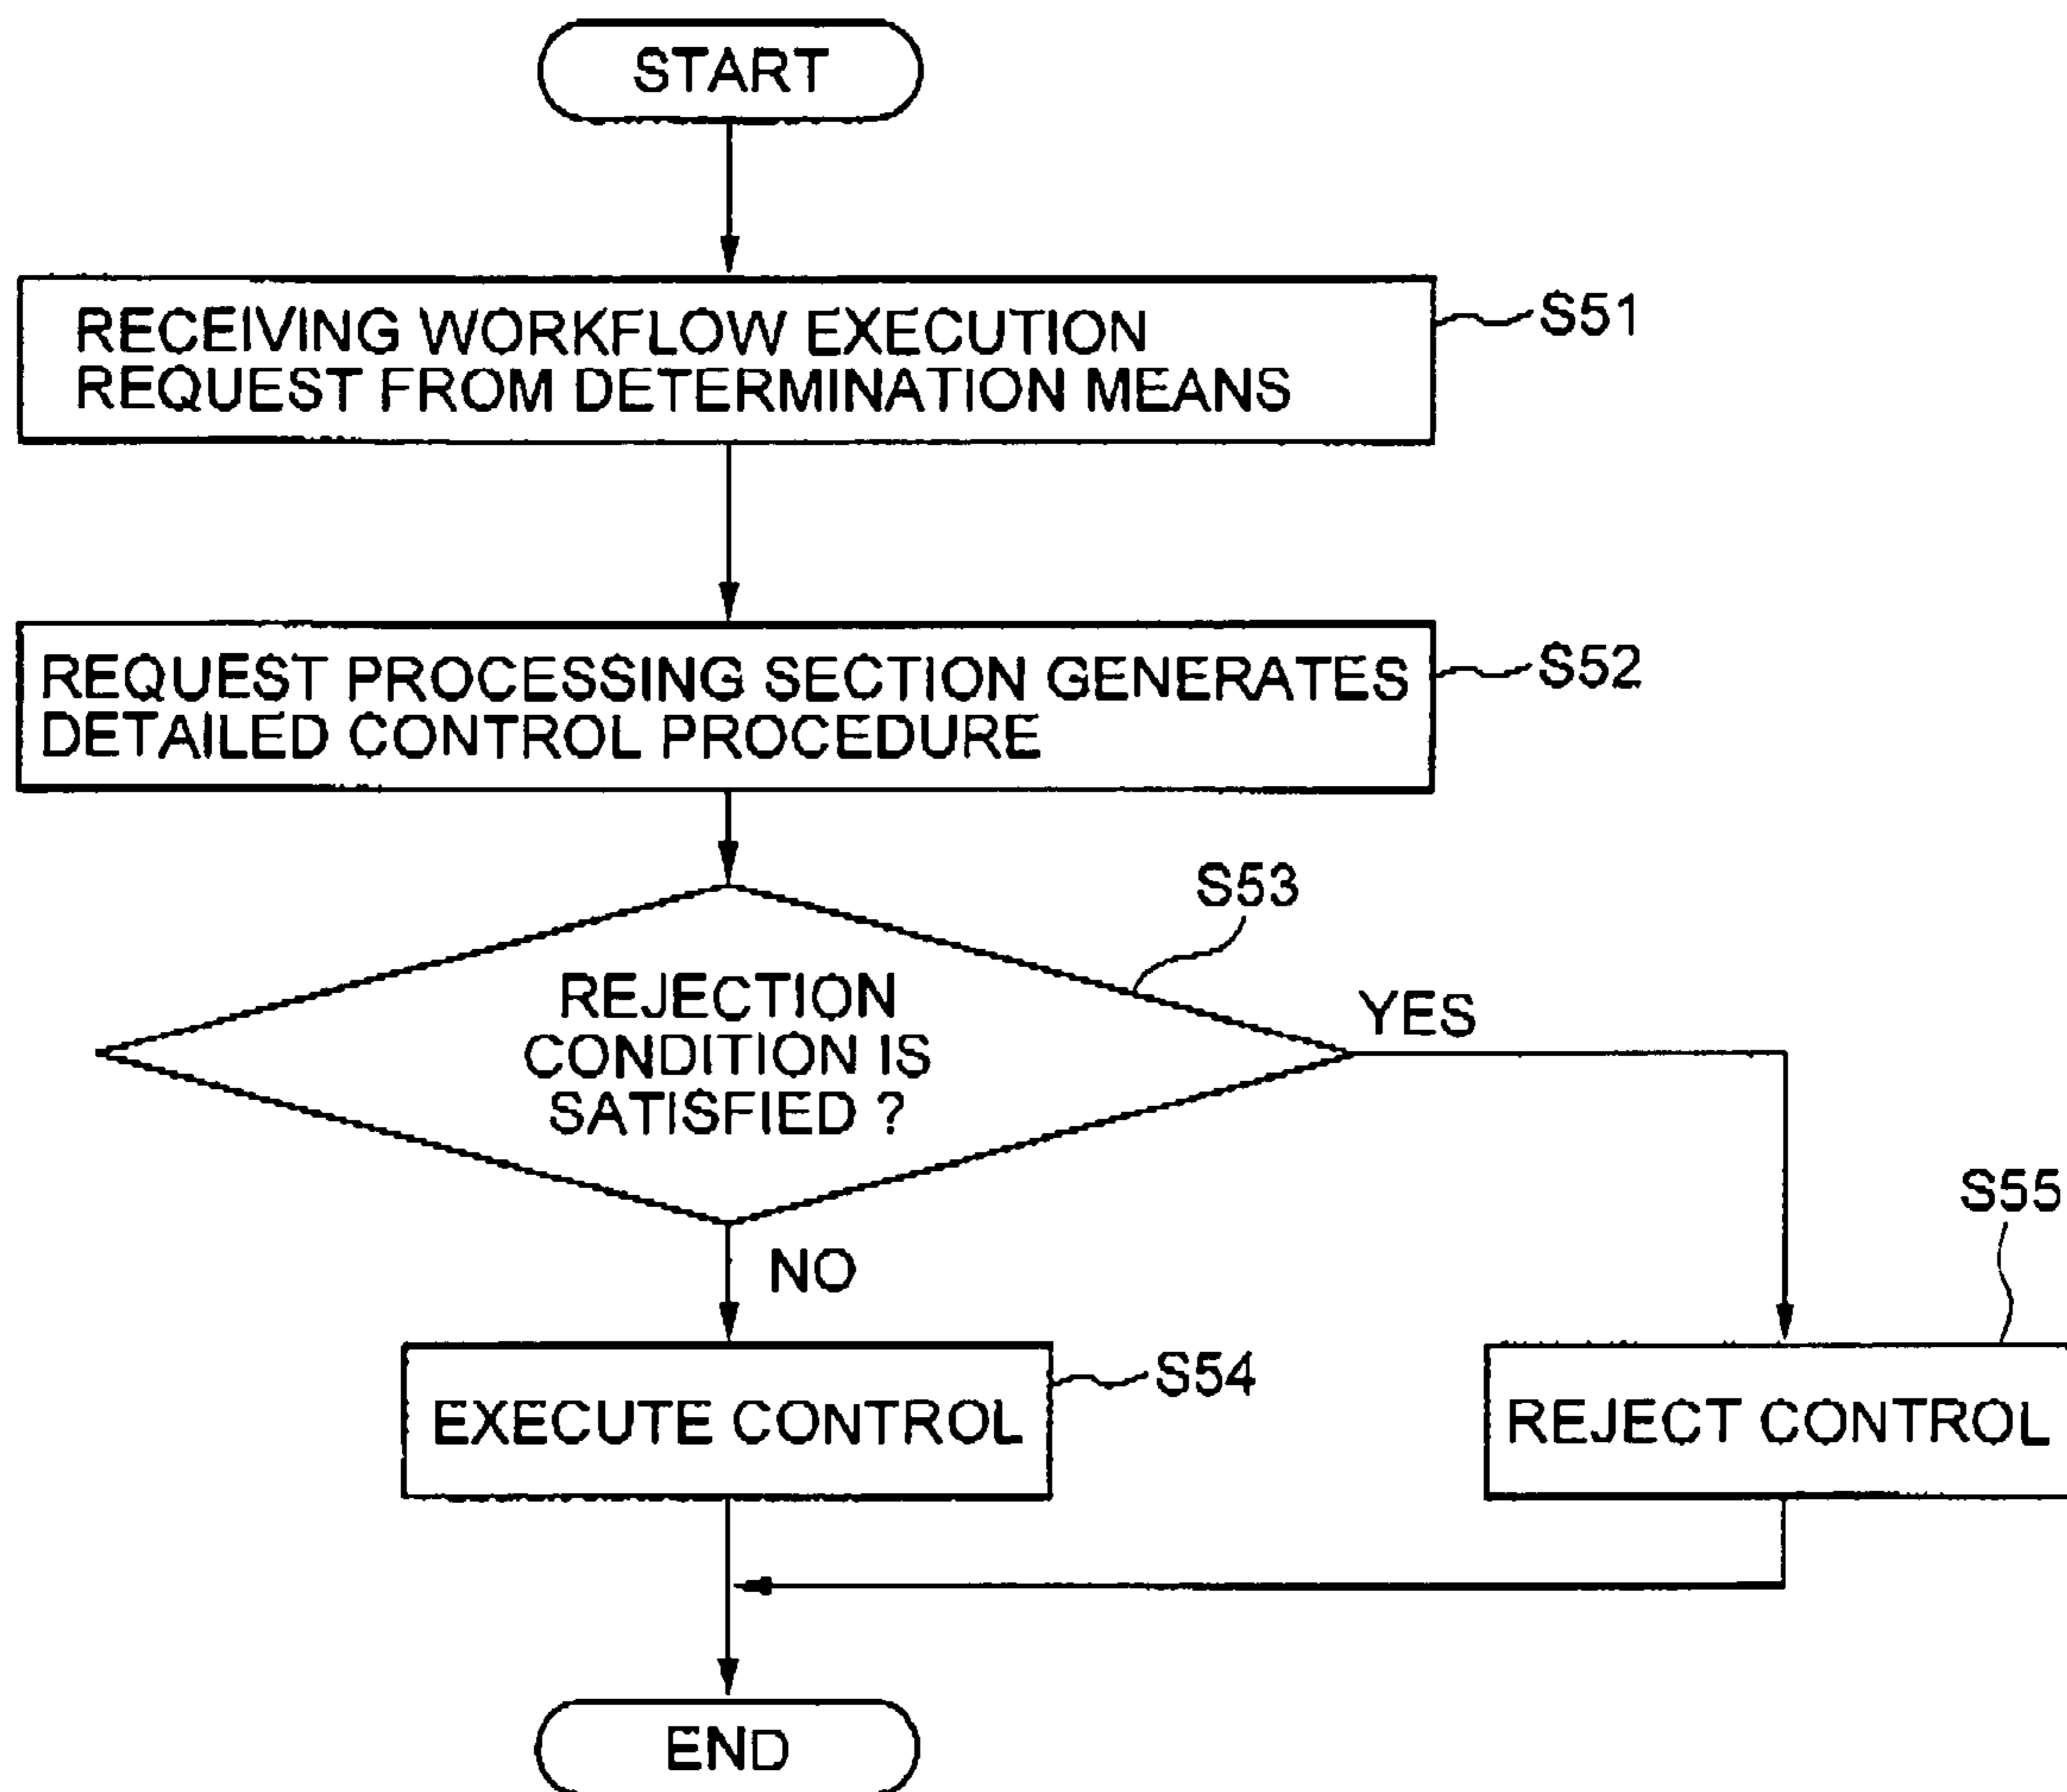 START
RECEIVING WORKFLOW EXECUTION
REQUEST FROM DETERMINATION MEANS
S51
REQUEST PROCESSING SECTION GENERATES
DETAILED CONTROL PROCEDURE
S52
S53
REJECTION
CONDITION IS
SATISFIED ?
YES
NO
S55
EXECUTE CONTROL
S54
REJECT CONTROL
END